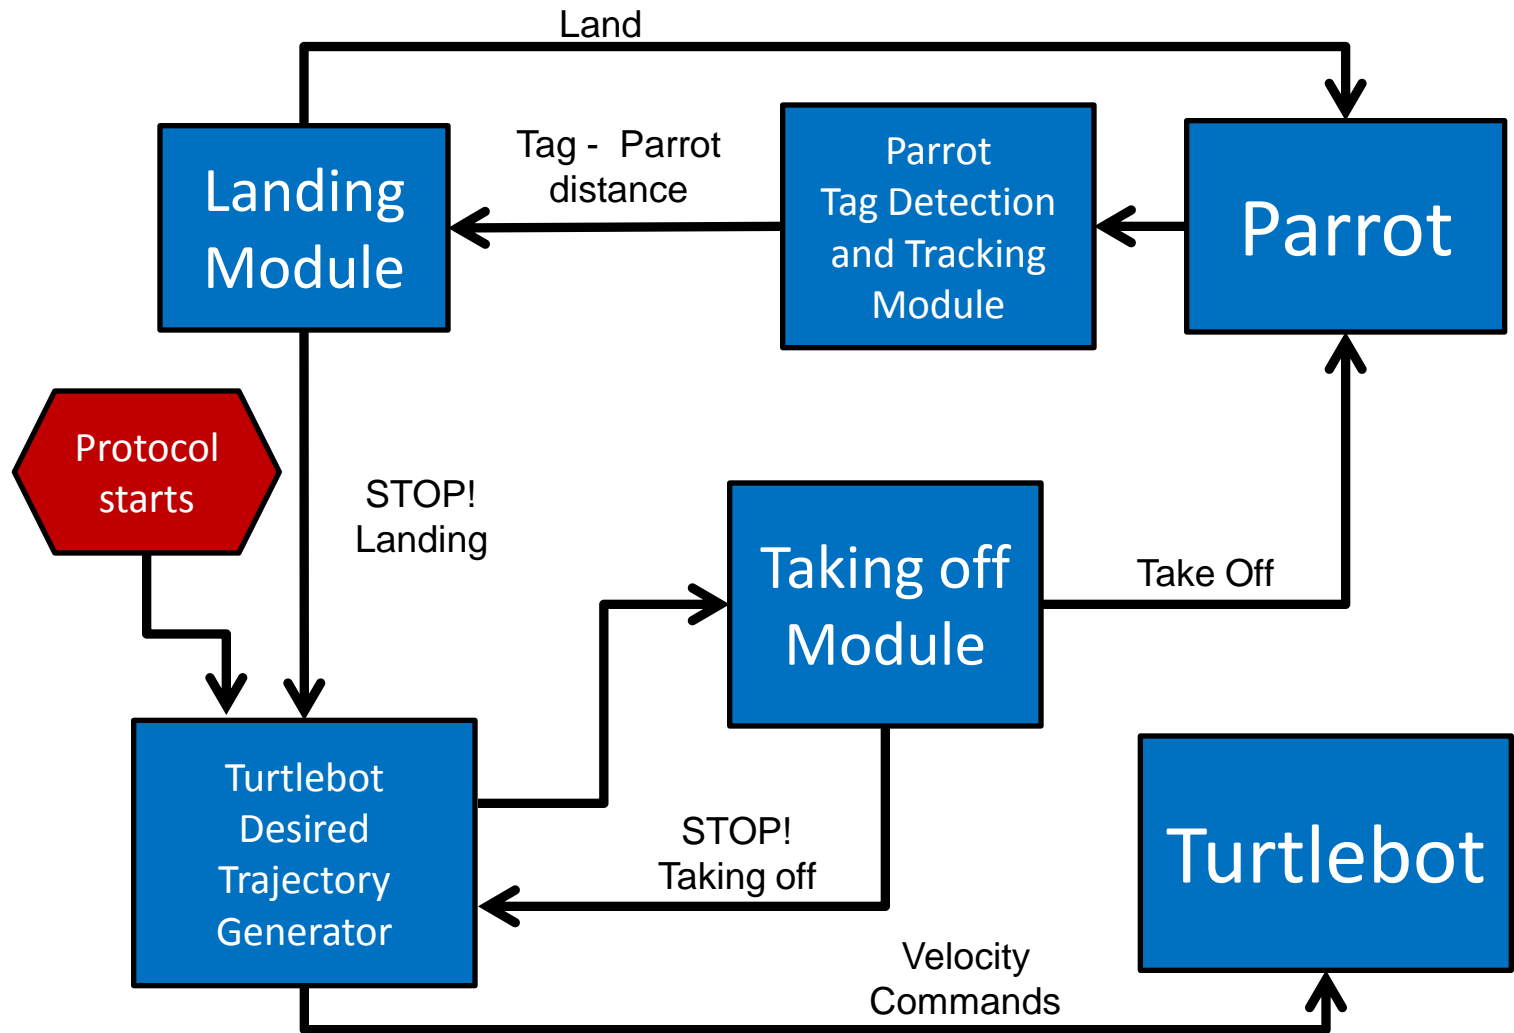 Land
Landing
Module
Tag - Parrot
distance
Parrot
Tag Detection
and Tracking
Module
Parrot
Protocol
starts
STOP!
Landing
Taking off
Module
Take Off
Turtlebot
Desired
Trajectory
Generator
STOP!
Taking off
Turtlebot
Velocity
Commands